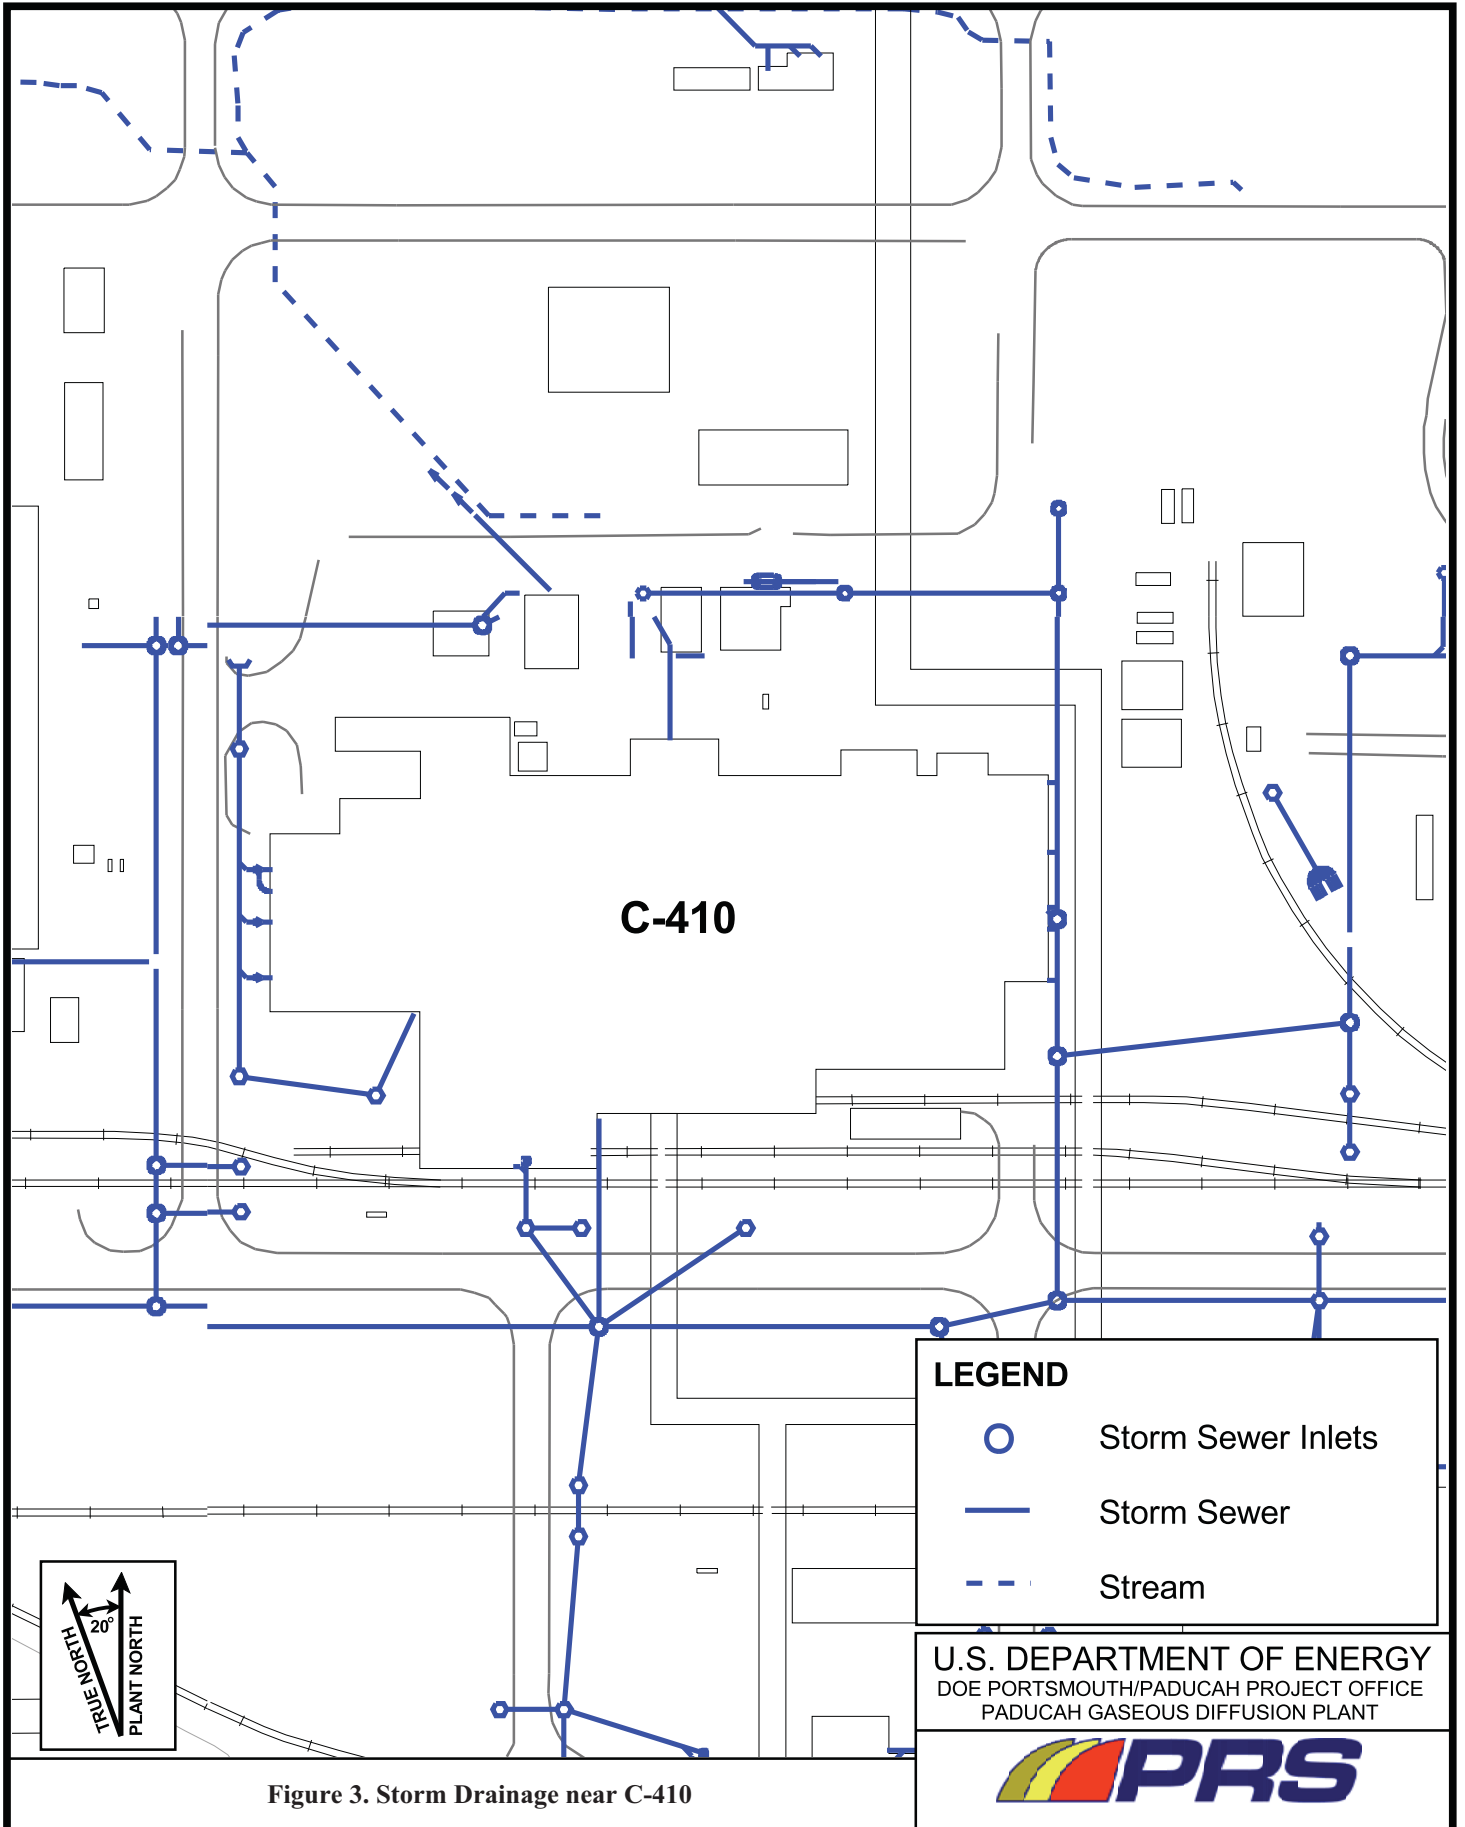 C-410
LEGEND
Storm Sewer Inlets
Storm Sewer
Stream
20°
TRUE NORTH
PLANT NORTH
U.S. DEPARTMENT OF ENERGY
DOE PORTSMOUTH/PADUCAH PROJECT OFFICE
PADUCAH GASEOUS DIFFUSION PLANT
PRS
Figure 3. Storm Drainage near C-410